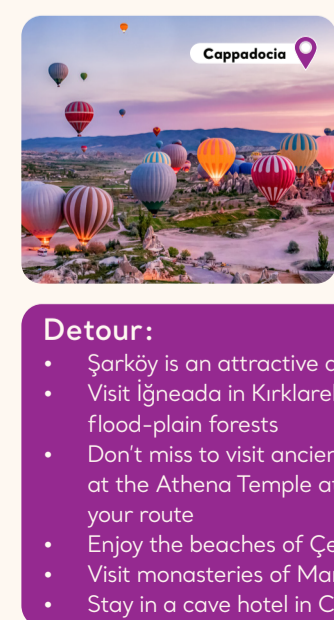 Cappadocia
Detour:
• Şarköy is an attractive
• Visit İğneada in
flood-plain forests
• Don't miss to visit
at the Athena Temple
your route
• Enjoy the beaches of
• Visit monasteries of
• Stay in a cave hotel in